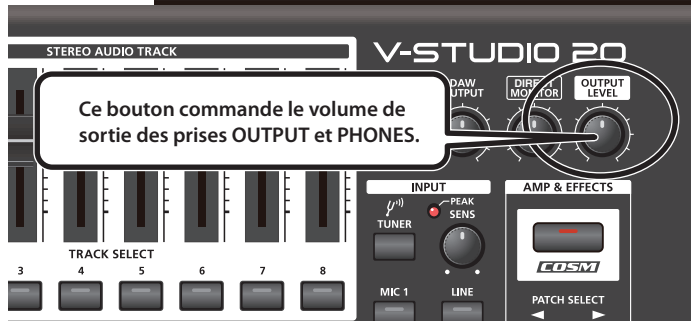 STEREO AUDIO TRACK
V-STUDIO 20
DIRECT
MONITOR
OUTPUT
LEVEL
DAW
Ce bouton commande le volume de
sortie des prises OUTPUT et PHONES.
INPUT
PEAK
SENS
TUNER
AMP & EFFECTS
COSM
TRACK SELECT
3 4 5 6 7 8
MIC 1
LINE
PATCH SELECT